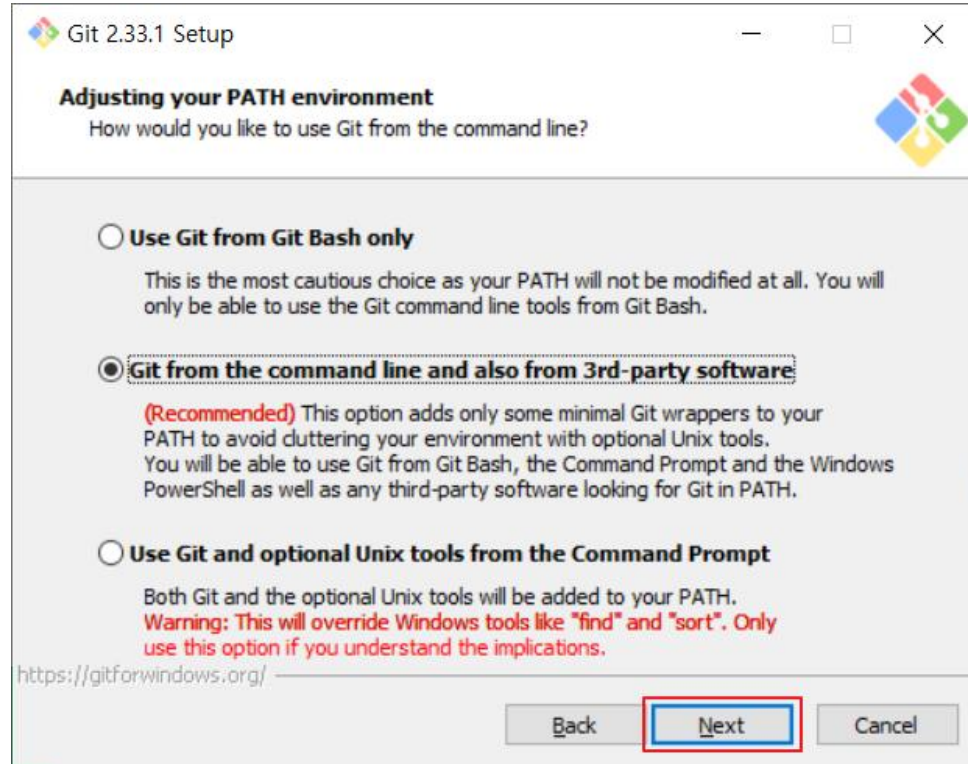 Git 2.33.1 Setup
Adjusting your PATH environment
How would you like to use Git from the command line?
Use Git from Git Bash only
This is the most cautious choice as your PATH will not be modified at all. You will
only be able to use the Git command line tools from Git Bash.
Git from the command line and also from 3rd-party software
(Recommended) This option adds only some minimal Git wrappers to your
PATH to avoid cluttering your environment with optional Unix tools.
You will be able to use Git from Git Bash, the Command Prompt and the Windows
PowerShell as well as any third-party software looking for Git in PATH.
Use Git and optional Unix tools from the Command Prompt
Both Git and the optional Unix tools will be added to your PATH.
Warning: This will override Windows tools like "find" and "sort". Only
use this option if you understand the implications.
https://gitforwindows.org/
Back Next Cancel